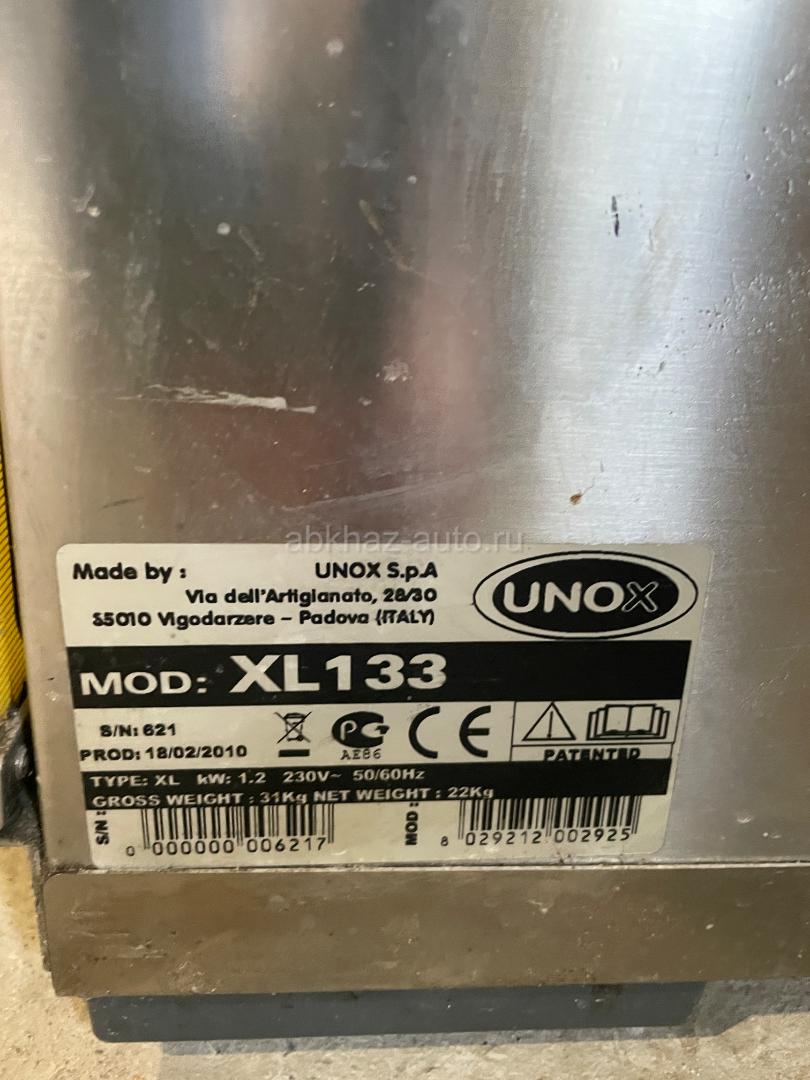 abkhaz-auto.ru
Made by : UNOX S.p.A
Via dell'Artigianato, 28/30
35010 Vigodarzere - Padova (ITALY)
UNOX
MOD: XL133
S/N: 621
PROD: 18/02/2010
PG
AE86
CE
PATENTED
TYPE: XL kW: 1.2 230V~ 50/60Hz
GROSS WEIGHT : 31Kg NET WEIGHT : 22Kg
S/N :
0 000000 006217
MOD :
8 029212 002925